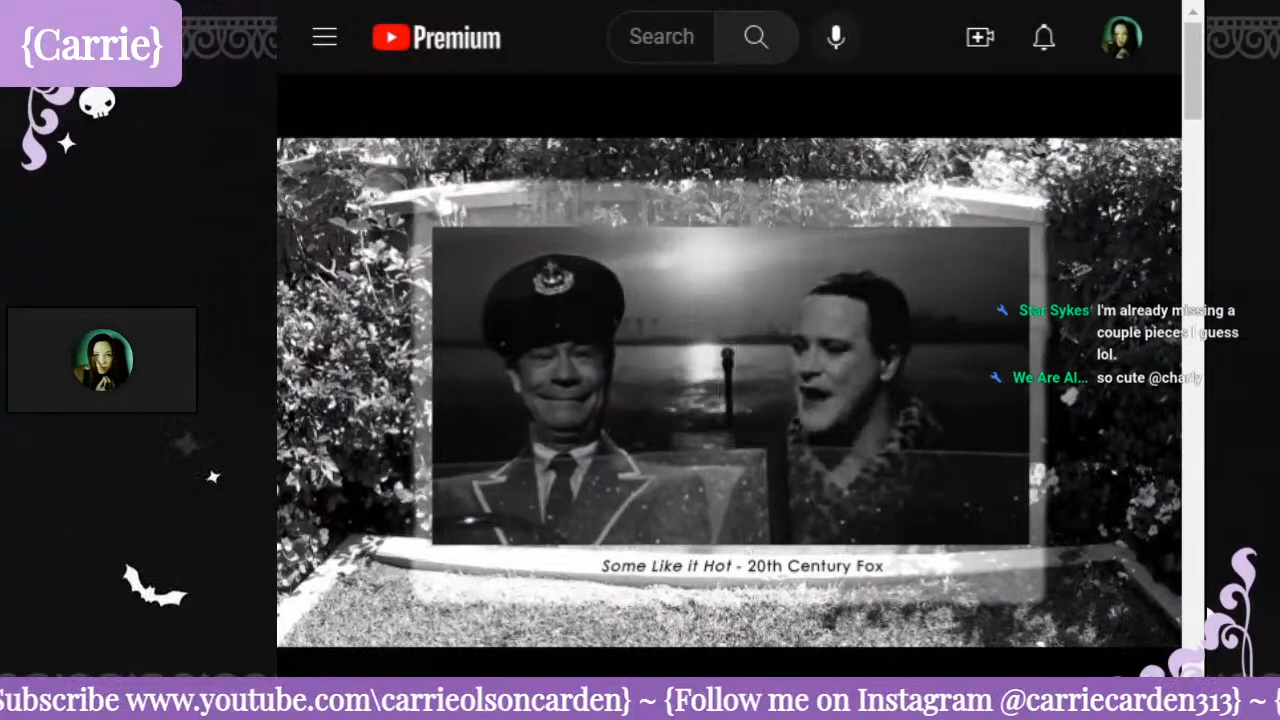 {Carrie}
Premium
Search
Star Sykes I'm already missing a
couple pieces I guess
lol.
We Are Al... so cute @charly
Some Like it Hot - 20th Century Fox
Subscribe www.youtube.com\carrieolsoncarden} ~ {Follow me on Instagram @carriecarden313} ~ {